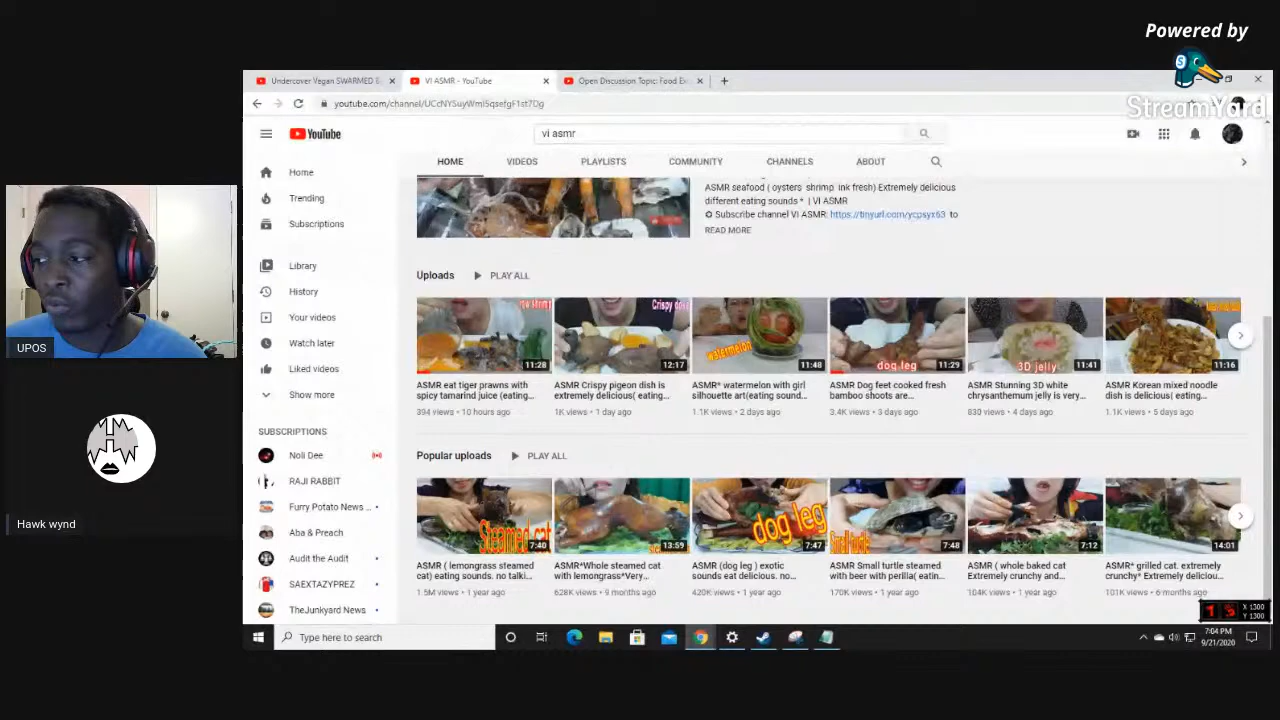 Powered by
StreamYard
Undercover Vegan SWARMED
VI ASMR - YouTube
Open Discussion Topic: Food
youtube.com/channel/
YouTube
vi asmr
HOME VIDEOS PLAYLISTS COMMUNITY CHANNELS ABOUT
Home
Trending
Subscriptions
Library
History
Your videos
Watch later
Liked videos
Show more
SUBSCRIPTIONS
Noli Dee
RAJI RABBIT
Furry Potato News ...
Aba & Preach
Audit the Audit
SAEXTAZYPREZ
TheJunkyard News
ASMR seafood ( oysters shrimp ink fresh) Extremely delicious
different eating sounds * | VI ASMR
✪ Subscribe channel VI ASMR: https://tinyurl.com/ycpsyx63 to
READ MORE
Uploads PLAY ALL
11:28
12:17
watermelon
11:48
dog leg
11:29
3D jelly
11:41
11:16
ASMR eat tiger prawns with
spicy tamarind juice (eating...
394 views • 10 hours ago
ASMR Crispy pigeon dish is
extremely delicious( eating...
1K views • 1 day ago
ASMR* watermelon with girl
silhouette art(eating sound...
1.1K views • 2 days ago
ASMR Dog feet cooked fresh
bamboo shoots are...
3.4K views • 3 days ago
ASMR Stunning 3D white
chrysanthemum jelly is very...
830 views • 4 days ago
ASMR Korean mixed noodle
dish is delicious( eating...
1.1K views • 5 days ago
Popular uploads PLAY ALL
Steamed cat
7:40
13:59
dog leg
7:47
Small turtle
7:48
7:12
14:01
ASMR ( lemongrass steamed
cat) eating sounds. no talki...
1.5M views • 1 year ago
ASMR*Whole steamed cat
with lemongrass*Very...
628K views • 9 months ago
ASMR (dog leg ) exotic
sounds eat delicious. no...
420K views • 1 year ago
ASMR Small turtle steamed
with beer with perilla( eatin...
170K views • 1 year ago
ASMR ( whole baked cat
Extremely crunchy and...
104K views • 1 year ago
ASMR* grilled cat. extremely
crunchy* Extremely deliciou...
101K views • 6 months ago
UPOS
Hawk wynd
X 1300
Y 1300
Type here to search
7:04 PM
9/21/2020